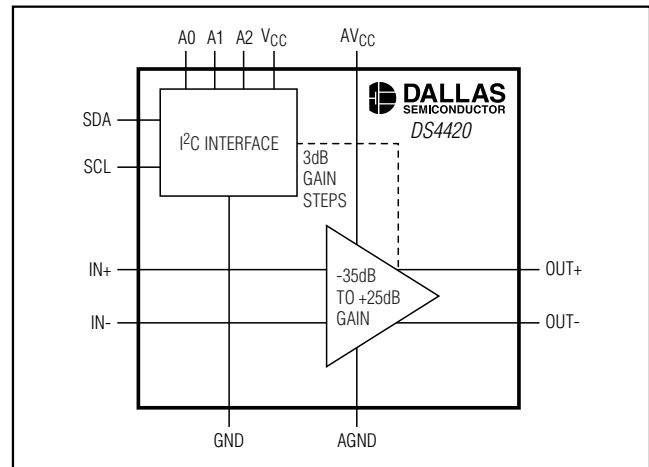 A0 A1 A2 VCC AVCC
DALLAS
SEMICONDUCTOR
DS4420
SDA
I²C INTERFACE
SCL
3dB
GAIN
STEPS
IN+
-35dB
TO +25dB
GAIN
OUT+
IN-
OUT-
GND AGND